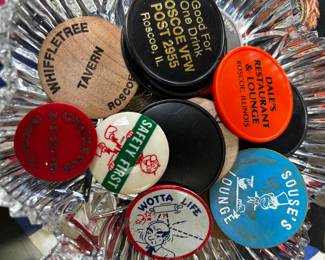 WHIFFLETREE
TAVERN
ROSCOE
Good For
One Drink
ROSCOE VFW
POST 2955
Roscoe, IL
DALE'S
RESTAURANT
& LOUNGE
ROSCOE, ILLINOIS
SAFETY FIRST
WOTTA LIFE
SOUSE'S
LOUNGE